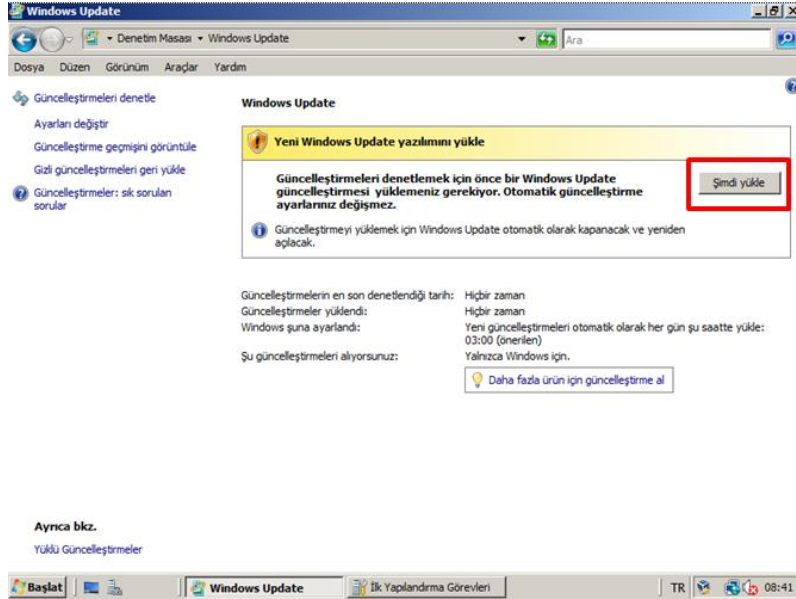 Windows Update
Denetim Masası
Windows Update
Ara
Dosya Düzen Görünüm Araçlar Yardım
Güncelleştirmeleri denetle
Ayarları değiştir
Güncelleştirme geçmişini görüntüle
Gizli güncelleştirmeleri geri yükle
Güncelleştirmeler: sık sorulan
sorular
Windows Update
Yeni Windows Update yazılımını yükle
Güncelleştirmeleri denetlemek için önce bir Windows Update
güncelleştirmesi yüklemeniz gerekiyor. Otomatik güncelleştirme
ayarlarınız değişmez.
Şimdi yükle
Güncelleştirmeyi yüklemek için Windows Update otomatik olarak kapanacak ve yeniden
açılacak.
Güncelleştirmelerin en son denetlendiği tarih: Hiçbir zaman
Güncelleştirmeler yüklendi: Hiçbir zaman
Windows şuna ayarlandı: Yeni güncelleştirmeleri otomatik olarak her gün şu saatte yükle:
03:00 (önerilen)
Şu güncelleştirmeleri alıyorsunuz: Yalnızca Windows için.
Daha fazla ürün için güncelleştirme al
Ayrıca bkz.
Yüklü Güncelleştirmeler
Başlat Windows Update İlk Yapılandırma Görevleri TR 08:41